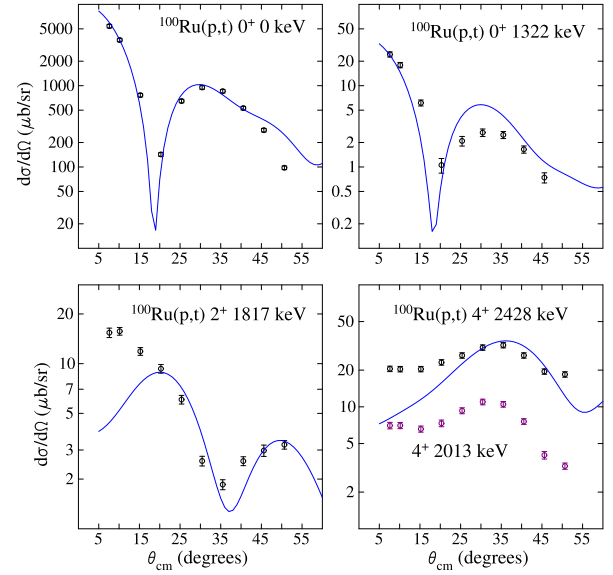 ¹⁰⁰Ru(p,t) 0⁺ 0 keV
5000
2000
1000
500
200
100
50
20
5 15 25 35 45 55
dσ/dΩ (μb/sr)
¹⁰⁰Ru(p,t) 0⁺ 1322 keV
50
20
10
5
2
1
0.5
0.2
5 15 25 35 45 55
¹⁰⁰Ru(p,t) 2⁺ 1817 keV
20
10
5
3
2
5 15 25 35 45 55
dσ/dΩ (μb/sr)
θcm (degrees)
¹⁰⁰Ru(p,t) 4⁺ 2428 keV
50
20
10
5
2
4⁺ 2013 keV
5 15 25 35 45 55
θcm (degrees)